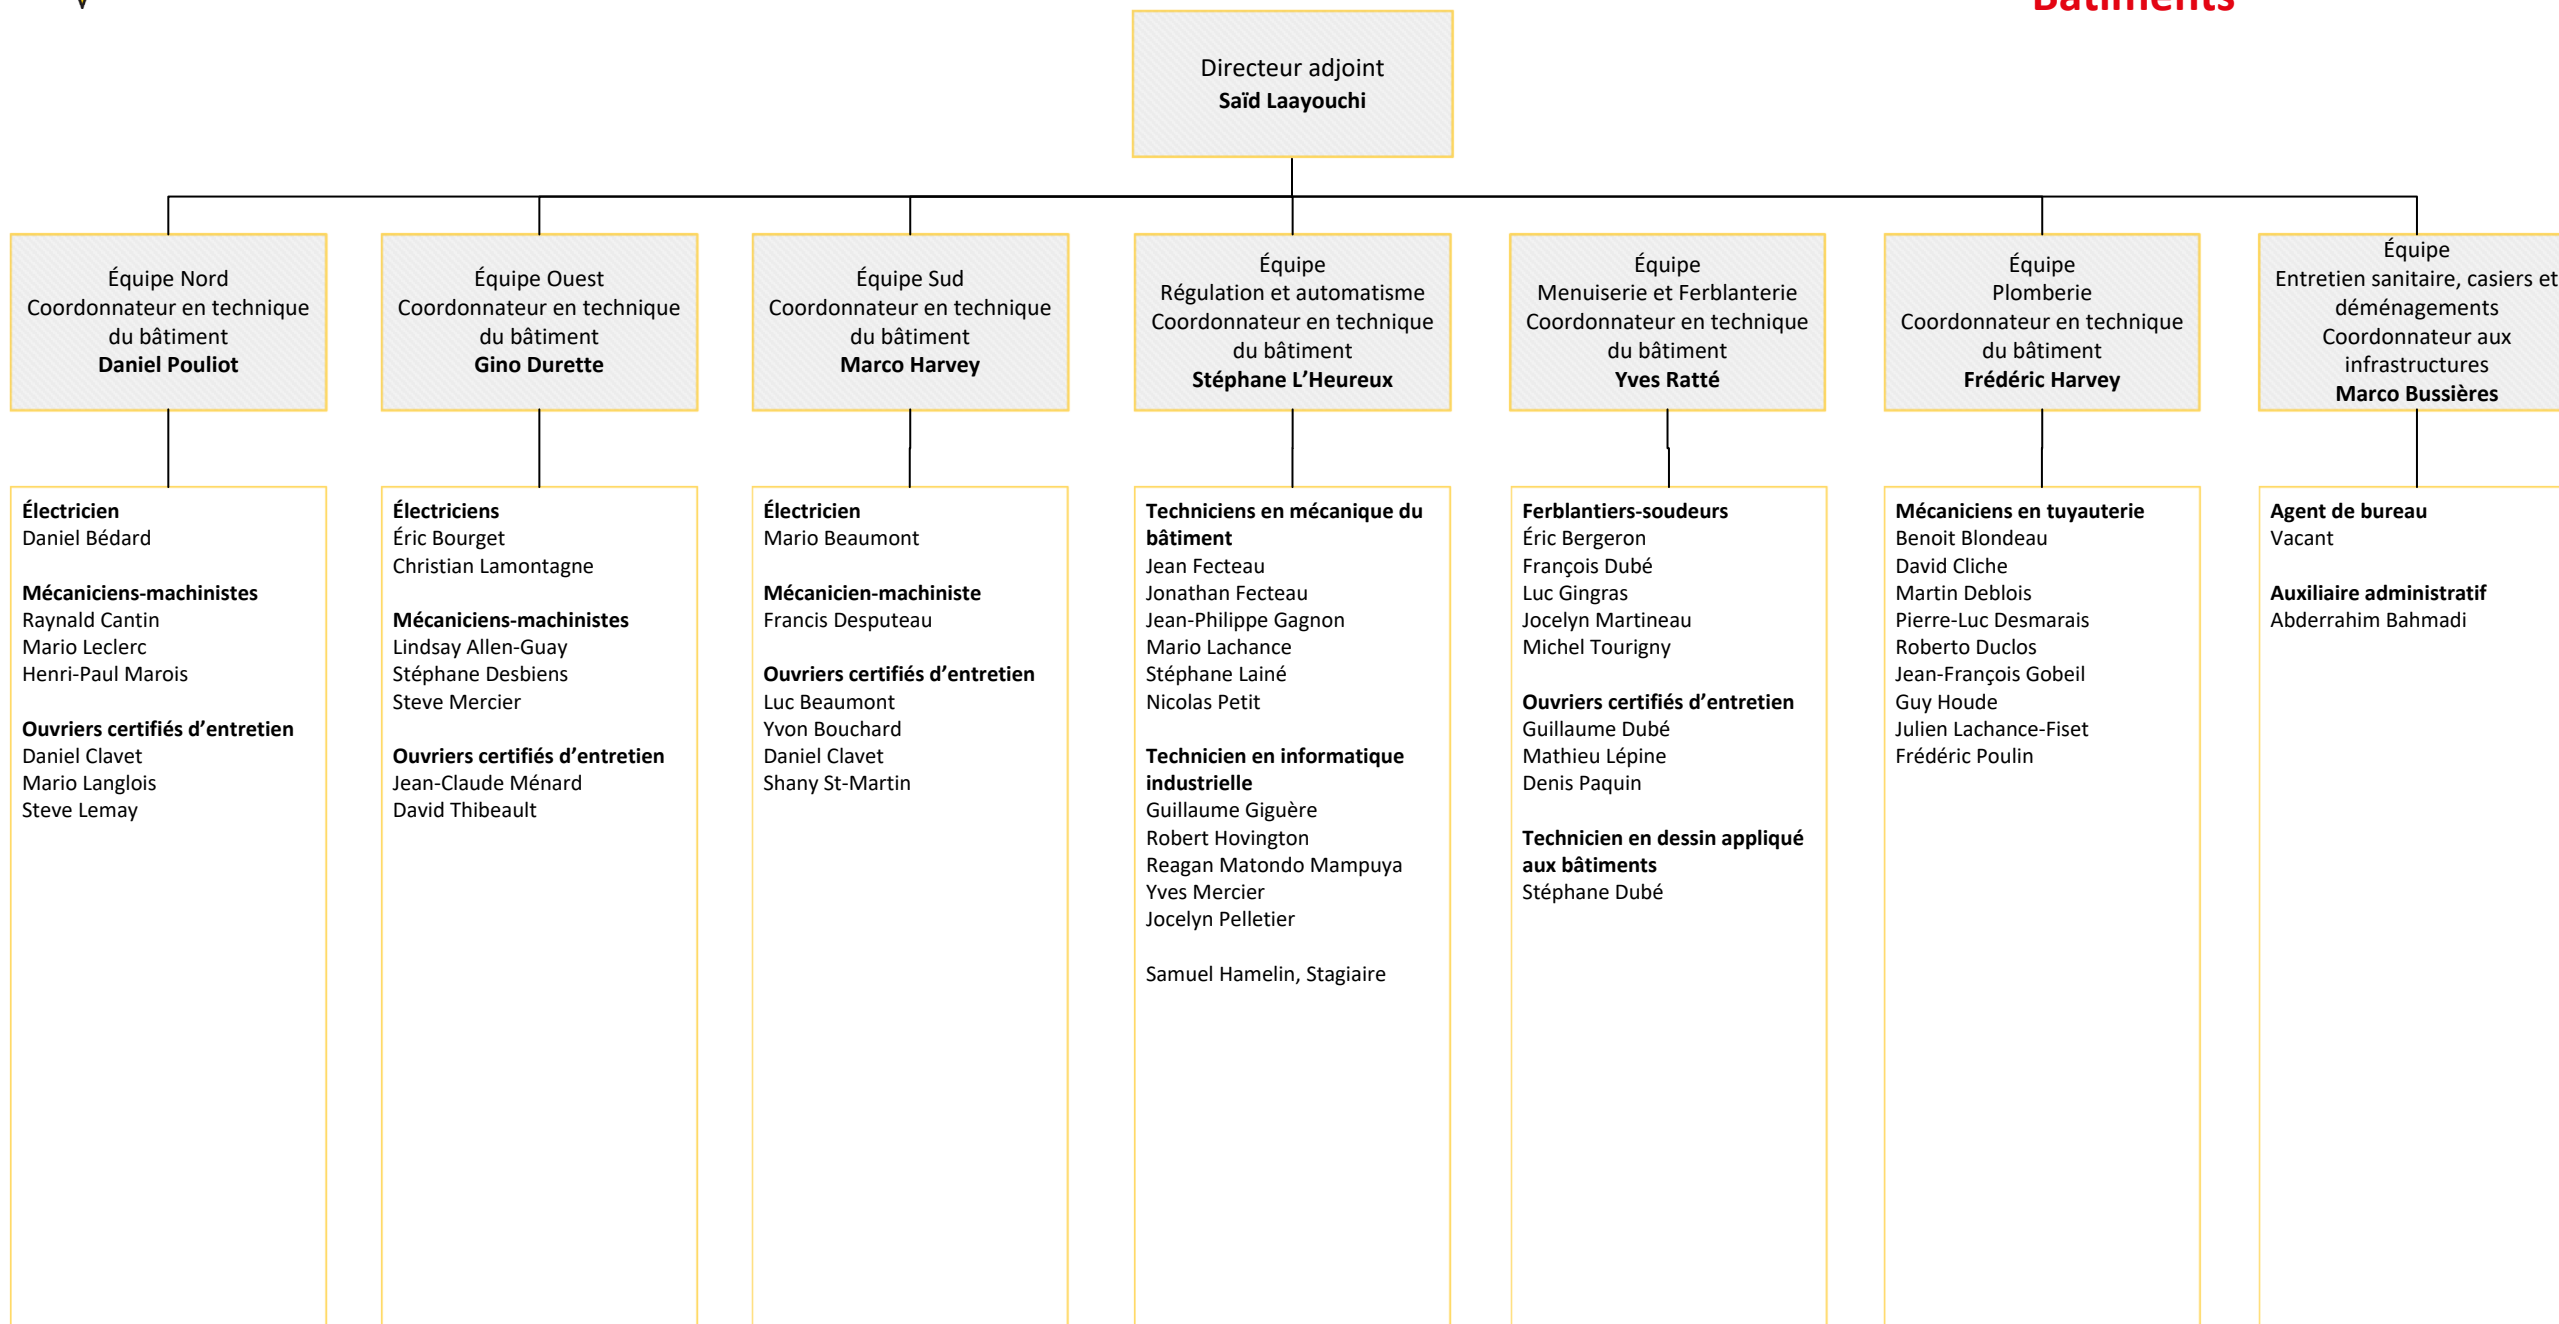 Bâtiments
Directeur adjoint
Saïd Laayouchi
Équipe Nord
Coordonnateur en technique
du bâtiment
Daniel Pouliot
Équipe Ouest
Coordonnateur en technique
du bâtiment
Gino Durette
Équipe Sud
Coordonnateur en technique
du bâtiment
Marco Harvey
Équipe
Régulation et automatisme
Coordonnateur en technique
du bâtiment
Stéphane L’Heureux
Équipe
Menuiserie et Ferblanterie
Coordonnateur en technique
du bâtiment
Yves Ratté
Équipe
Plomberie
Coordonnateur en technique
du bâtiment
Frédéric Harvey
Équipe
Entretien sanitaire, casiers et
déménagements
Coordonnateur aux
infrastructures
Marco Bussières
Électricien
Daniel Bédard
Mécaniciens-machinistes
Raynald Cantin
Mario Leclerc
Henri-Paul Marois
Ouvriers certifiés d’entretien
Daniel Clavet
Mario Langlois
Steve Lemay
Électriciens
Éric Bourget
Christian Lamontagne
Mécaniciens-machinistes
Lindsay Allen-Guay
Stéphane Desbiens
Steve Mercier
Ouvriers certifiés d’entretien
Jean-Claude Ménard
David Thibeault
Électricien
Mario Beaumont
Mécanicien-machiniste
Francis Desputeau
Ouvriers certifiés d’entretien
Luc Beaumont
Yvon Bouchard
Daniel Clavet
Shany St-Martin
Techniciens en mécanique du
bâtiment
Jean Fecteau
Jonathan Fecteau
Jean-Philippe Gagnon
Mario Lachance
Stéphane Lainé
Nicolas Petit
Technicien en informatique
industrielle
Guillaume Giguère
Robert Hovington
Reagan Matondo Mampuya
Yves Mercier
Jocelyn Pelletier
Samuel Hamelin, Stagiaire
Ferblantiers-soudeurs
Éric Bergeron
François Dubé
Luc Gingras
Jocelyn Martineau
Michel Tourigny
Ouvriers certifiés d’entretien
Guillaume Dubé
Mathieu Lépine
Denis Paquin
Technicien en dessin appliqué
aux bâtiments
Stéphane Dubé
Mécaniciens en tuyauterie
Benoit Blondeau
David Cliche
Martin Deblois
Pierre-Luc Desmarais
Roberto Duclos
Jean-François Gobeil
Guy Houde
Julien Lachance-Fiset
Frédéric Poulin
Agent de bureau
Vacant
Auxiliaire administratif
Abderrahim Bahmadi